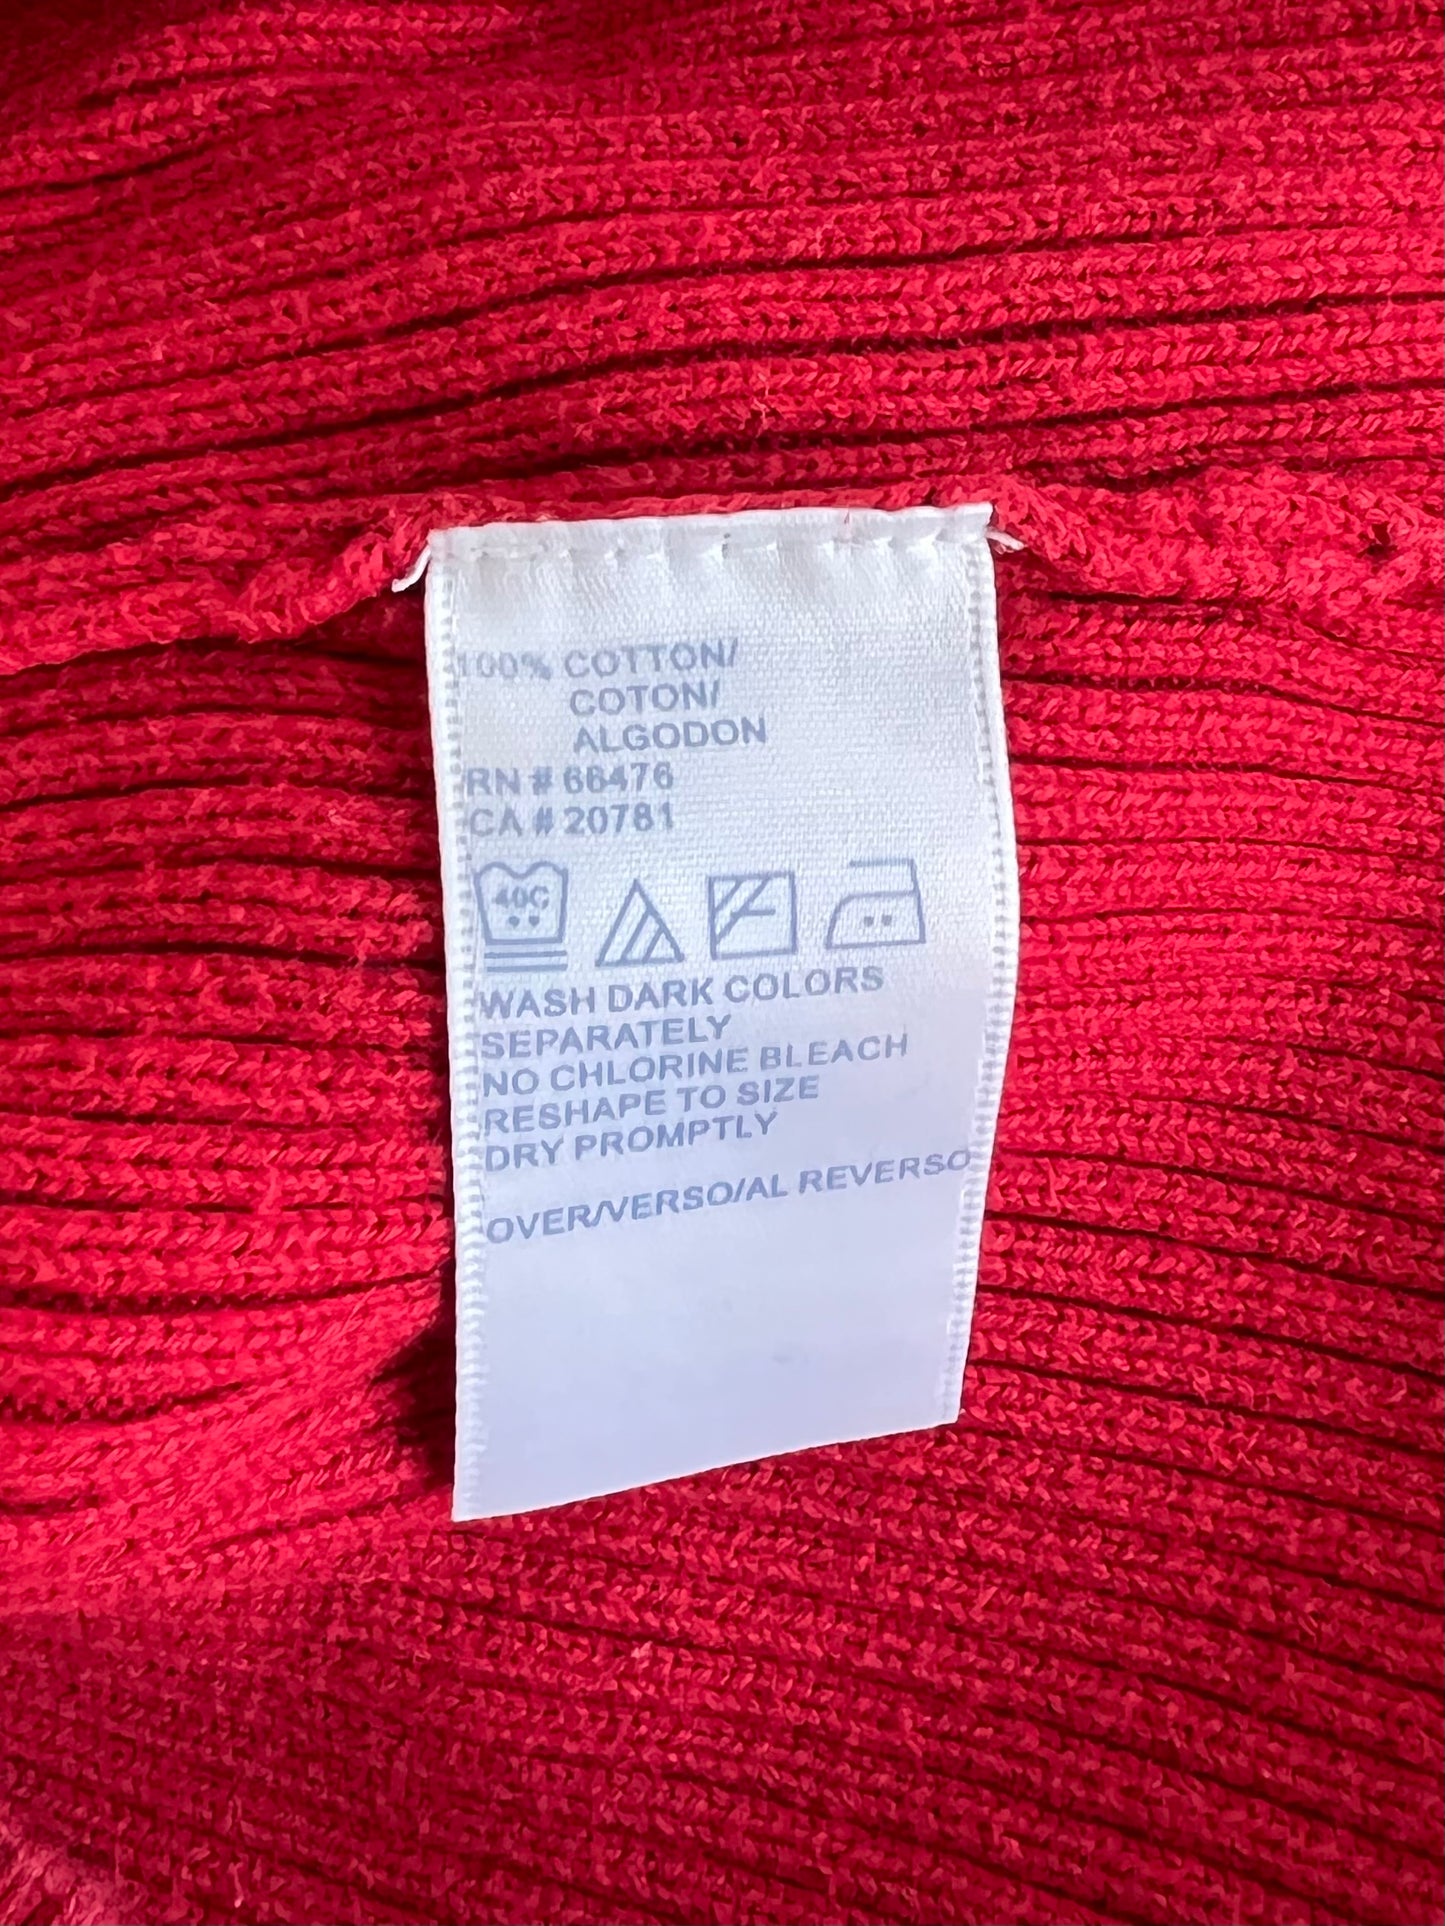 100% COTTON/
COTON/
ALGODON
RN # 66476
CA # 20781
40C
WASH DARK COLORS
SEPARATELY
NO CHLORINE BLEACH
RESHAPE TO SIZE
DRY PROMPTLY
OVER/VERSO/AL REVERSO